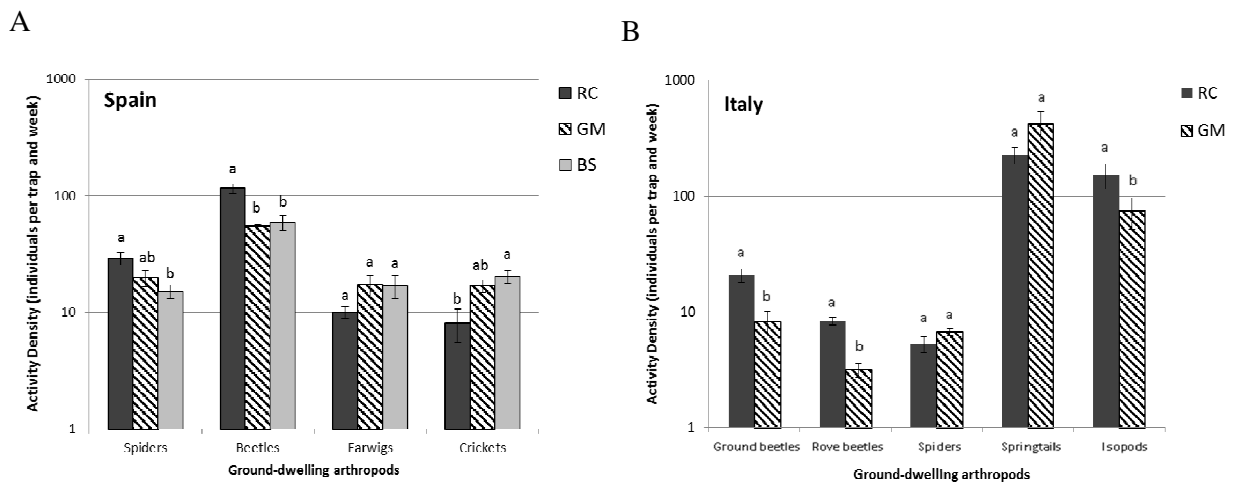 A
Spain
Activity Density (individuals per trap and week)
1000
100
10
1
a
ab
b
a
b
b
a
a
a
b
ab
a
Spiders
Beetles
Earwigs
Crickets
Ground-dwelling arthropods
RC
GM
BS
B
Italy
Activity Density (individuals per trap and week)
1000
100
10
1
a
b
a
b
a
a
a
a
a
b
Ground beetles
Rove beetles
Spiders
Springtails
Isopods
Ground-dwelling arthropods
RC
GM